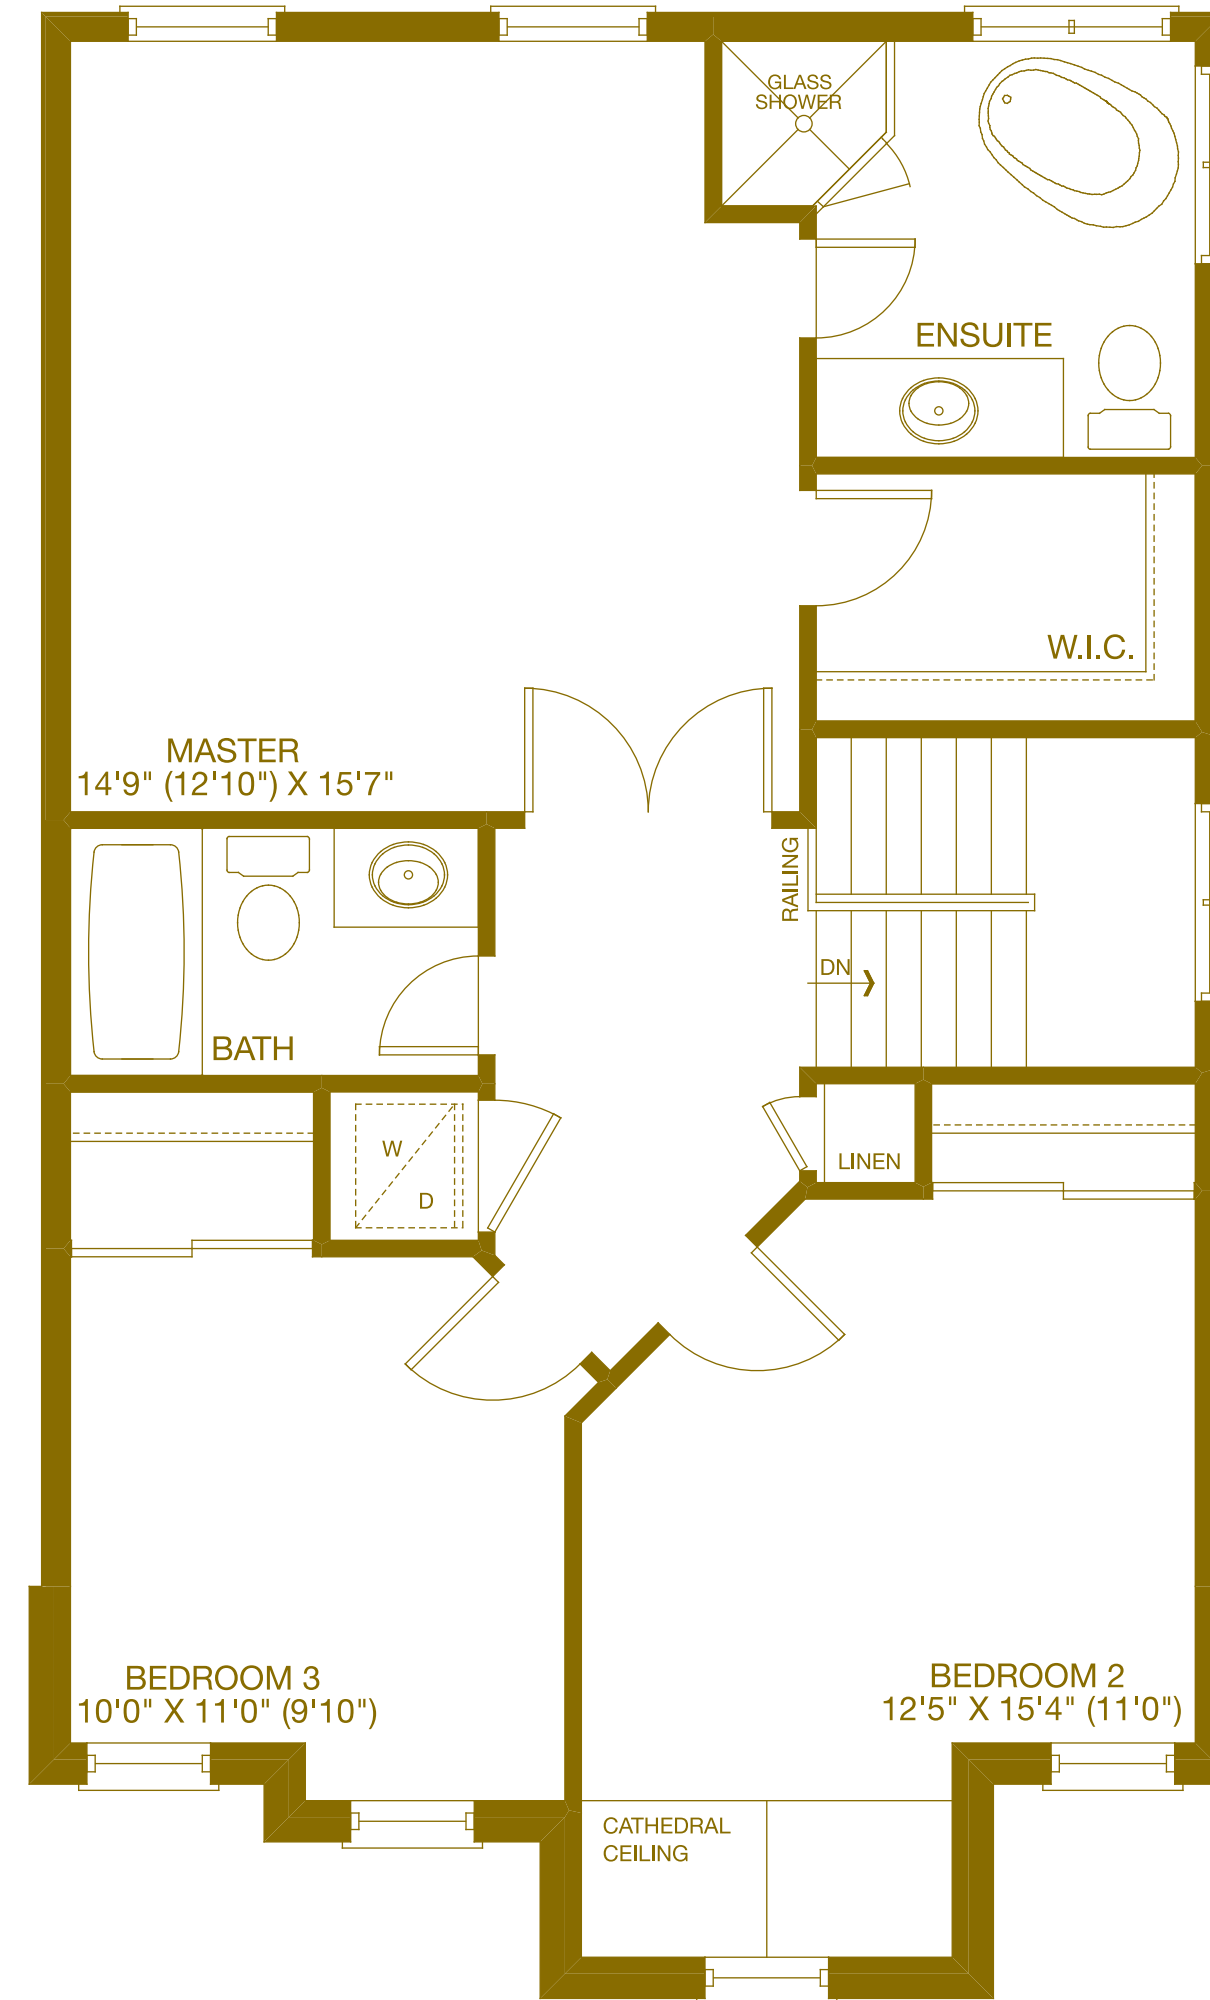 GLASS
SHOWER
ENSUITE
W.I.C.
MASTER
14'9" (12'10") X 15'7"
RAILING
DN
BATH
W
D
LINEN
BEDROOM 3
10'0" X 11'0" (9'10")
BEDROOM 2
12'5" X 15'4" (11'0")
CATHEDRAL
CEILING